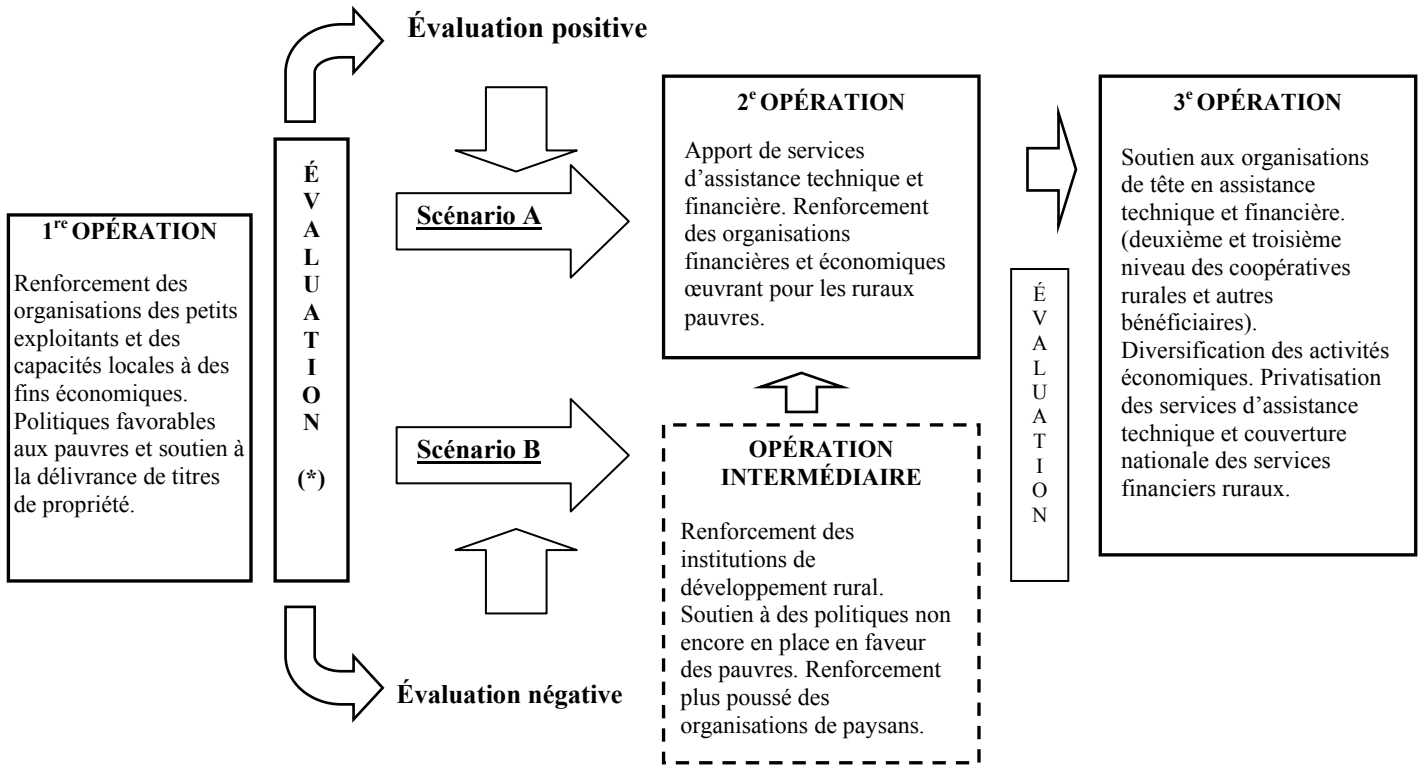 1re OPÉRATION
Renforcement des
organisations des petits
exploitants et des
capacités locales à des
fins économiques.
Politiques favorables
aux pauvres et soutien à
la délivrance de titres
de propriété.
É
V
A
L
U
A
T
I
O
N
(*)
Évaluation positive
Scénario A
Scénario B
Évaluation négative
2e OPÉRATION
Apport de services
d’assistance technique et
financière. Renforcement
des organisations
financières et économiques
œuvrant pour les ruraux
pauvres.
OPÉRATION
INTERMÉDIAIRE
Renforcement des
institutions de
développement rural.
Soutien à des politiques non
encore en place en faveur
des pauvres. Renforcement
plus poussé des
organisations de paysans.
É
V
A
L
U
A
T
I
O
N
3e OPÉRATION
Soutien aux organisations
de tête en assistance
technique et financière.
(deuxième et troisième
niveau des coopératives
rurales et autres
bénéficiaires).
Diversification des activités
économiques. Privatisation
des services d’assistance
technique et couverture
nationale des services
financiers ruraux.